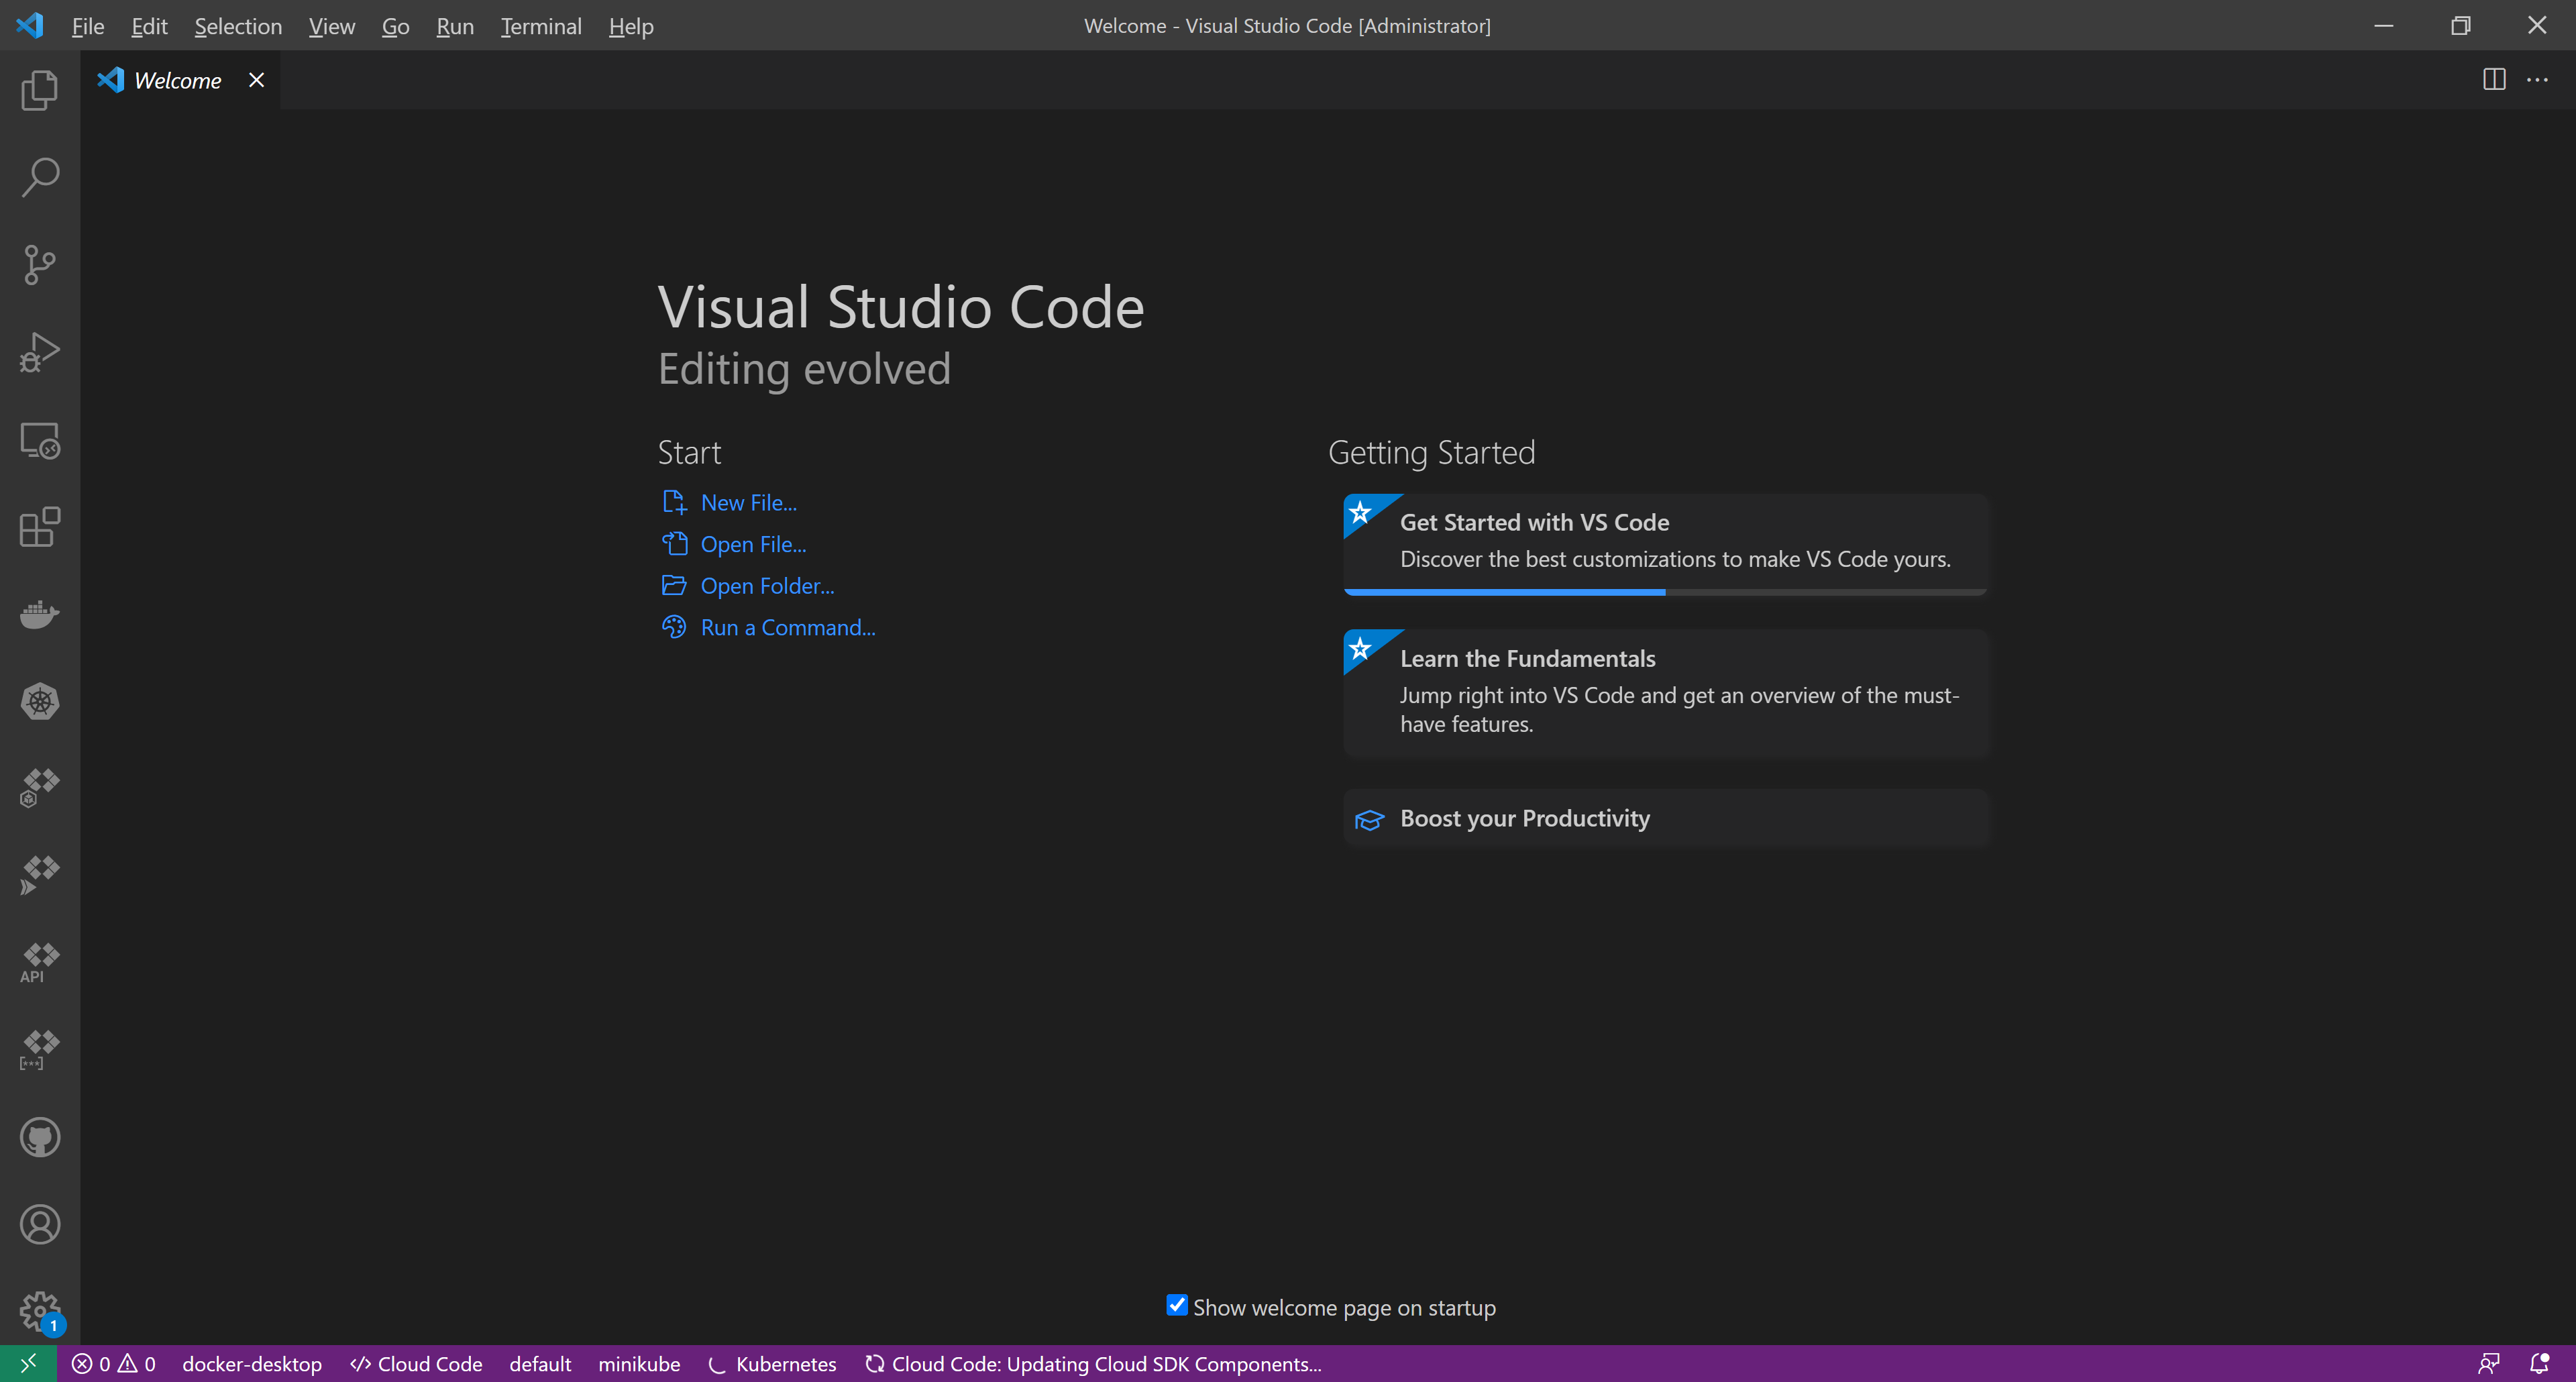 File Edit Selection View Go Run Terminal Help
Welcome - Visual Studio Code [Administrator]
Welcome
Visual Studio Code
Editing evolved
Start
New File...
Open File...
Open Folder...
Run a Command...
Getting Started
Get Started with VS Code
Discover the best customizations to make VS Code yours.
Learn the Fundamentals
Jump right into VS Code and get an overview of the must-
have features.
Boost your Productivity
API
[***]
1
Show welcome page on startup
0 0 docker-desktop </> Cloud Code default minikube Kubernetes Cloud Code: Updating Cloud SDK Components...